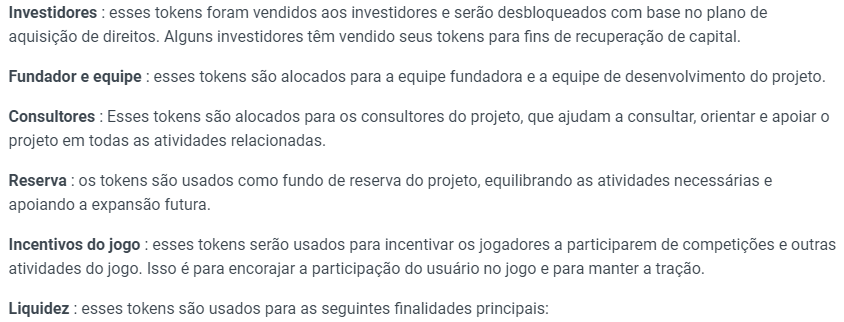 Investidores : esses tokens foram vendidos aos investidores e serão desbloqueados com base no plano de
aquisição de direitos. Alguns investidores têm vendido seus tokens para fins de recuperação de capital.
Fundador e equipe : esses tokens são alocados para a equipe fundadora e a equipe de desenvolvimento do projeto.
Consultores : Esses tokens são alocados para os consultores do projeto, que ajudam a consultar, orientar e apoiar o
projeto em todas as atividades relacionadas.
Reserva : os tokens são usados como fundo de reserva do projeto, equilibrando as atividades necessárias e
apoiando a expansão futura.
Incentivos do jogo : esses tokens serão usados para incentivar os jogadores a participarem de competições e outras
atividades do jogo. Isso é para encorajar a participação do usuário no jogo e para manter a tração.
Liquidez : esses tokens são usados para as seguintes finalidades principais: